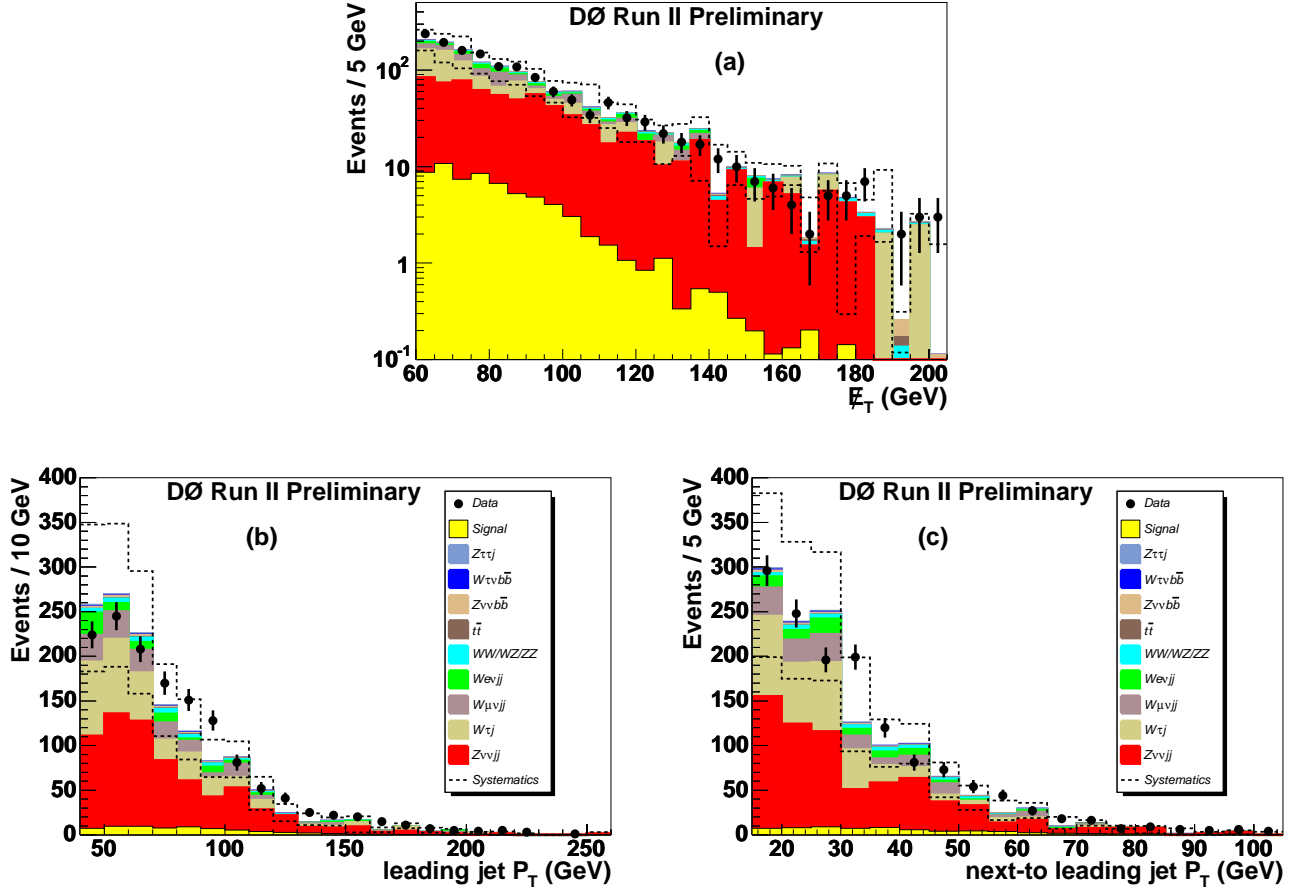 DØ Run II Preliminary
(a)
Events / 5 GeV
10²
10
1
10⁻¹
60 80 100 120 140 160 180 200
E̸_T (GeV)
DØ Run II Preliminary
(b)
Events / 10 GeV
400
350
300
250
200
150
100
50
0
Data
Signal
Zττj
Wτνbb̅
Zννbb̅
tt̅
WW/WZ/ZZ
Weνjj
Wμνjj
Wτj
Zννjj
Systematics
50 100 150 200 250
leading jet P_T (GeV)
DØ Run II Preliminary
(c)
Events / 5 GeV
400
350
300
250
200
150
100
50
0
Data
Signal
Zττj
Wτνbb̅
Zννbb̅
tt̅
WW/WZ/ZZ
Weνjj
Wμνjj
Wτj
Zννjj
Systematics
20 30 40 50 60 70 80 90 100
next-to leading jet P_T (GeV)